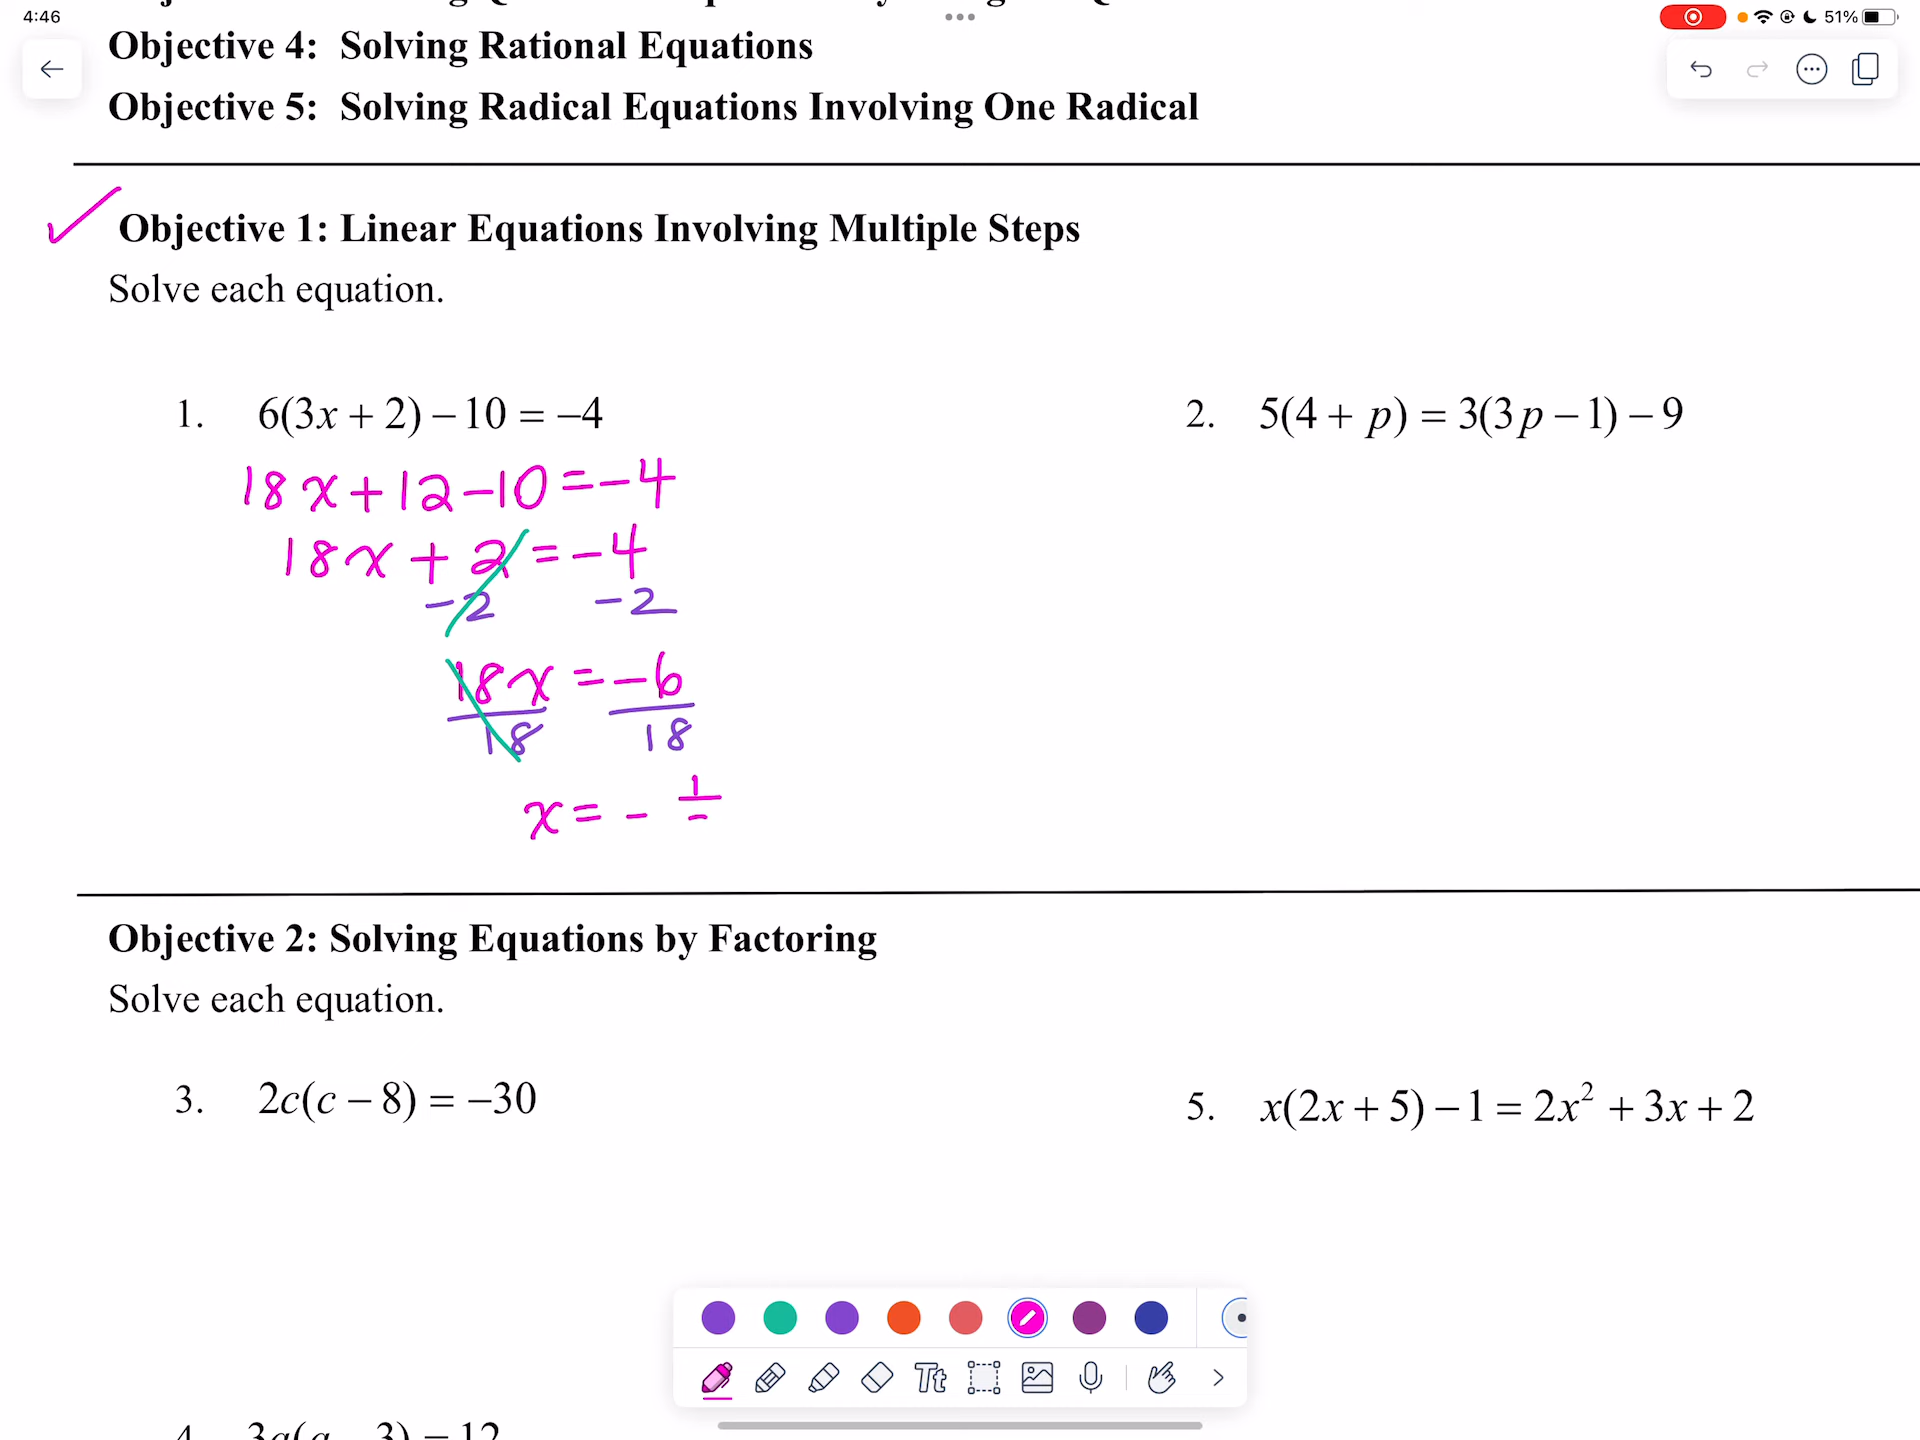 4:46
51%
Objective 4: Solving Rational Equations
Objective 5: Solving Radical Equations Involving One Radical
Objective 1: Linear Equations Involving Multiple Steps
Solve each equation.
1. 6(3x + 2) – 10 = –4
18x + 12 - 10 = -4
18x + 2 = -4
-2 -2
18x = -6
18 18
x = - 1
2. 5(4 + p) = 3(3p – 1) – 9
Objective 2: Solving Equations by Factoring
Solve each equation.
3. 2c(c – 8) = –30
5. x(2x + 5) – 1 = 2x² + 3x + 2
Tt